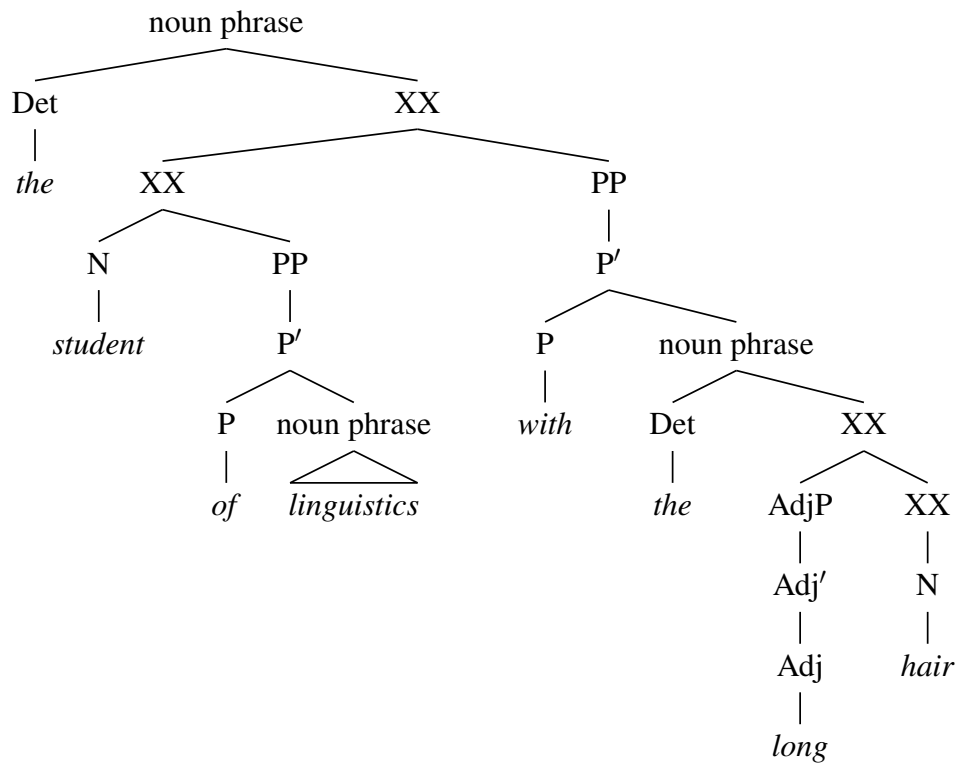 noun phrase
Det XX
the XX PP
N PP P′
student P′ P noun phrase
P noun phrase with Det XX
of linguistics the AdjP XX
Adj′ N
Adj hair
long